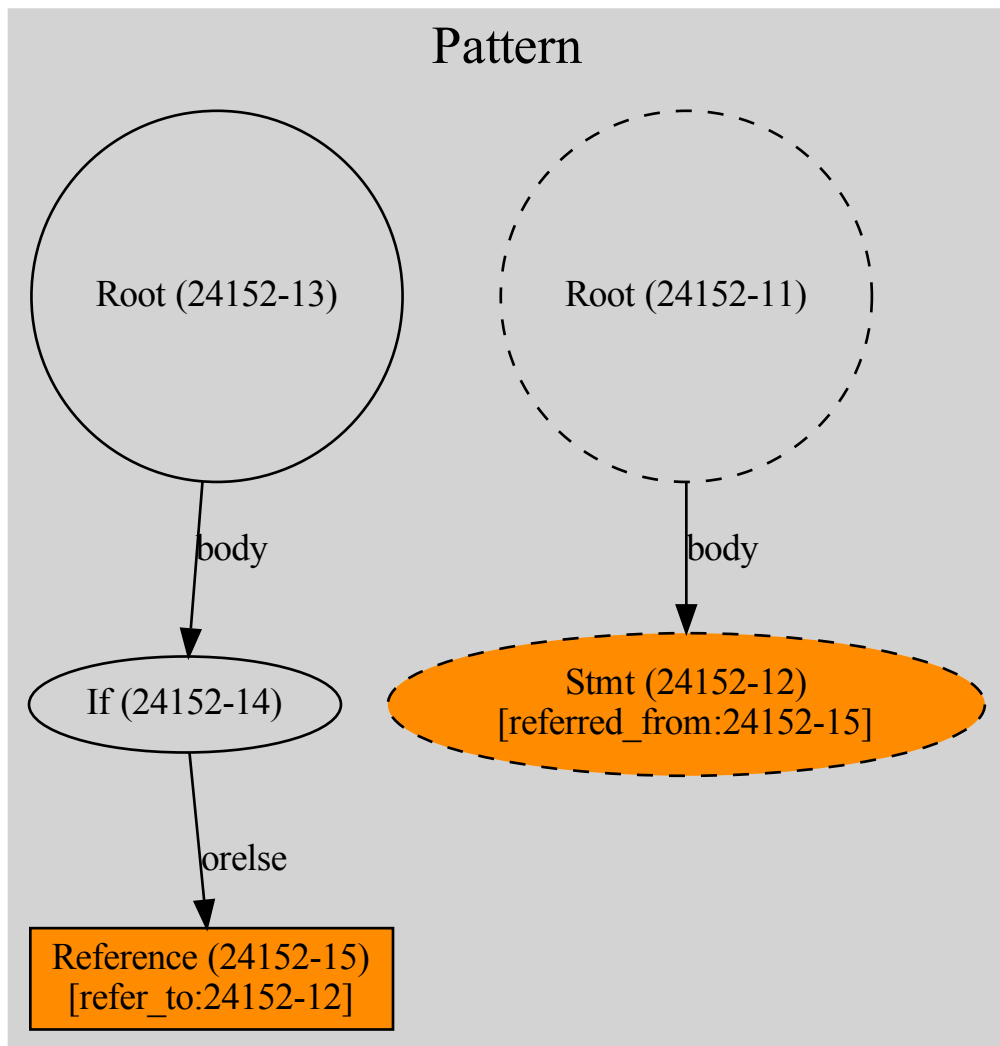 Pattern
Root (24152-13)
Root (24152-11)
body
body
If (24152-14)
Stmt (24152-12)
[referred_from:24152-15]
orelse
Reference (24152-15)
[refer_to:24152-12]